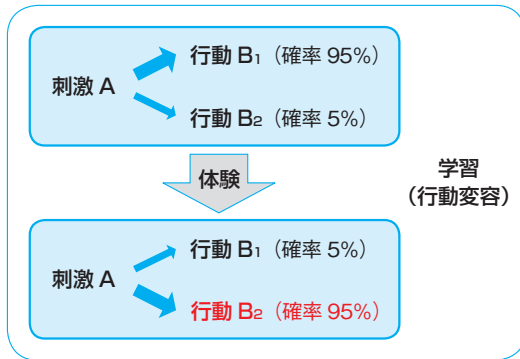 行動 B1（確率 95%）
刺激 A
行動 B2（確率 5%）
体験
学習
（行動変容）
行動 B1（確率 5%）
刺激 A
行動 B2（確率 95%）